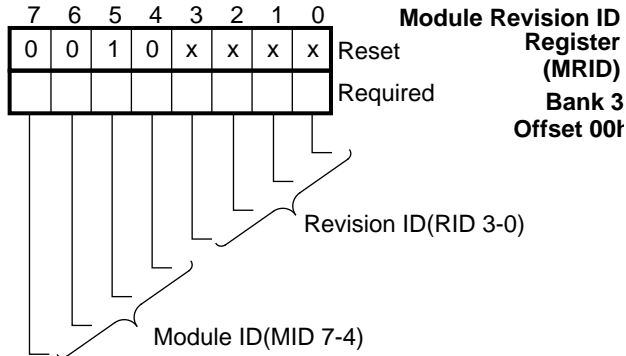 7 6 5 4 3 2 1 0
Module Revision ID
Register
(MRID)
Bank 3
Offset 00h
0 0 1 0 x x x x Reset
Required
Revision ID(RID 3-0)
Module ID(MID 7-4)